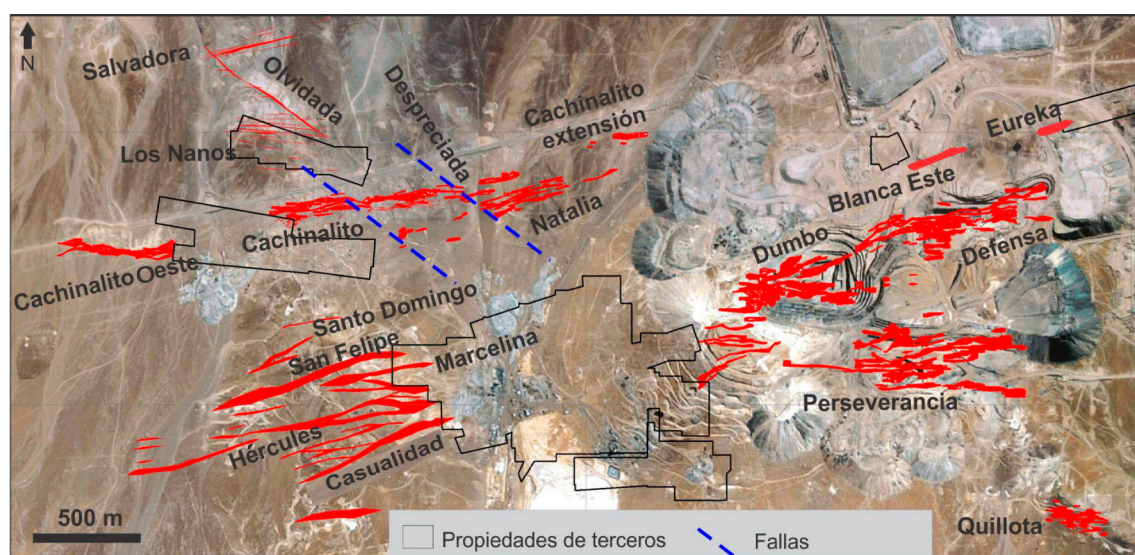 N
Salvadora
Olvidada
Despreciada
Cachinalito
extensión
Eureka
Los Nanos
Blanca Este
Natalia
Cachinalito
Dumbo
Defensa
Cachinalito Oeste
Santo Domingo
San Felipe
Marcelina
Perseverancia
Hércules
Casualidad
500 m
Quillota
Propiedades de terceros
Fallas